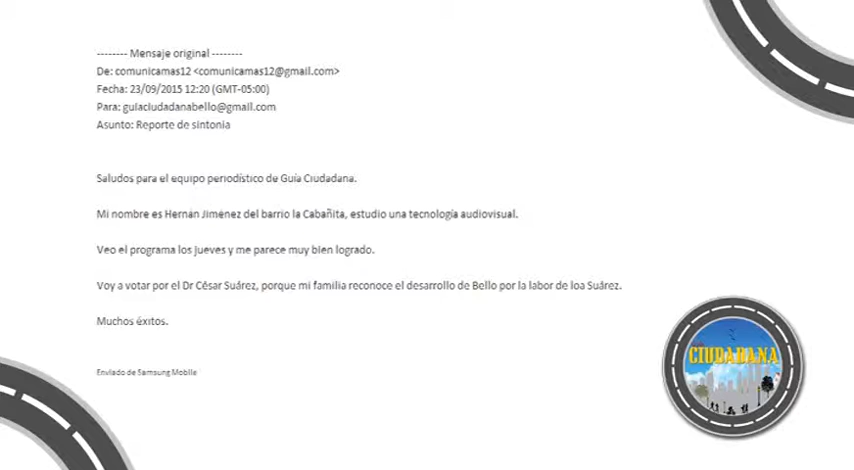 -------- Mensaje original --------
De: comunicamas12 <comunicamas12@gmail.com>
Fecha: 23/09/2015 12:20 (GMT-05:00)
Para: guiaciudadanabello@gmail.com
Asunto: Reporte de sintonia
Saludos para el equipo periodístico de Guía Ciudadana.
Mi nombre es Hernán Jiménez del barrio la Cabañita, estudio una tecnología audiovisual.
Veo el programa los jueves y me parece muy bien logrado.
Voy a votar por el Dr César Suárez, porque mi familia reconoce el desarrollo de Bello por la labor de loa Suárez.
Muchos éxitos.
Enviado de Samsung Mobile
CIUDADANA